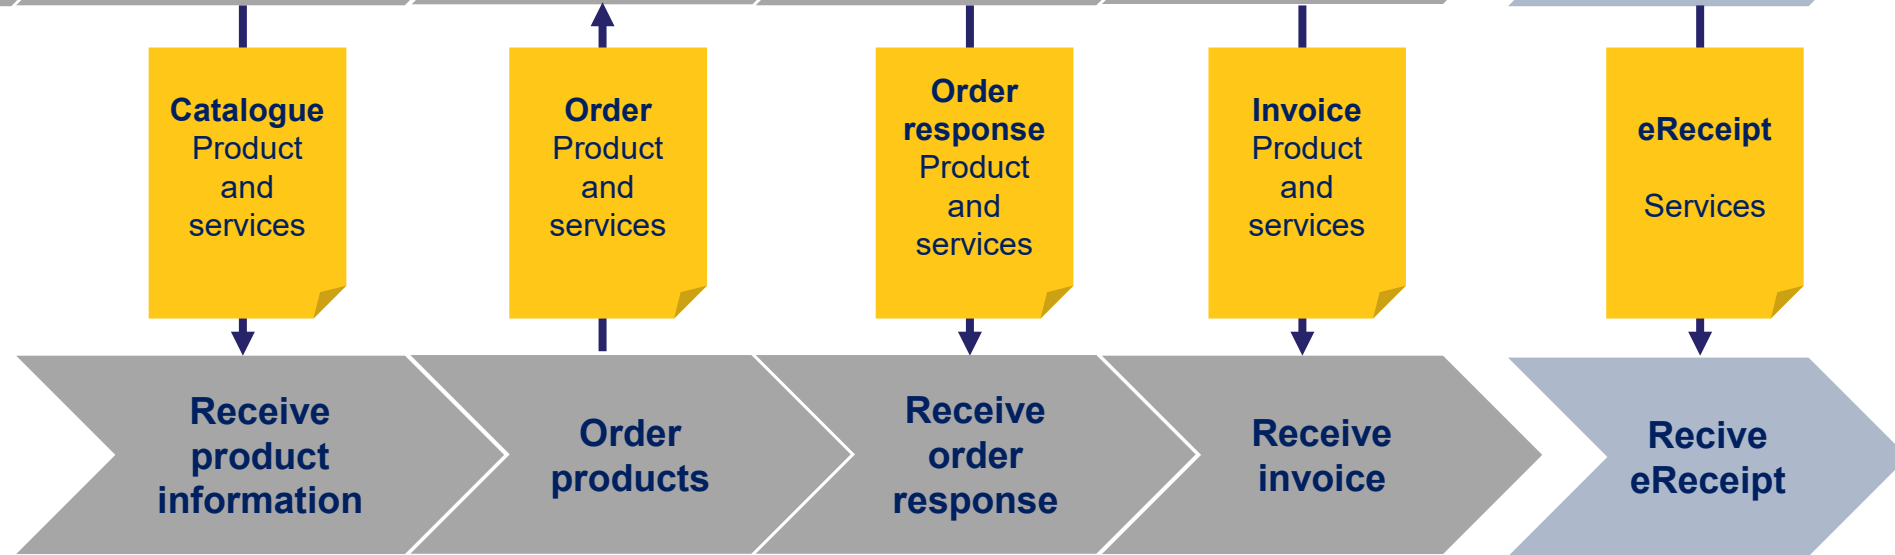 Catalogue
Product
and
services
Order
Product
and
services
Order
response
Product
and
services
Invoice
Product
and
services
eReceipt
Services
Receive
product
information
Order
products
Receive
order
response
Receive
invoice
Recive
eReceipt